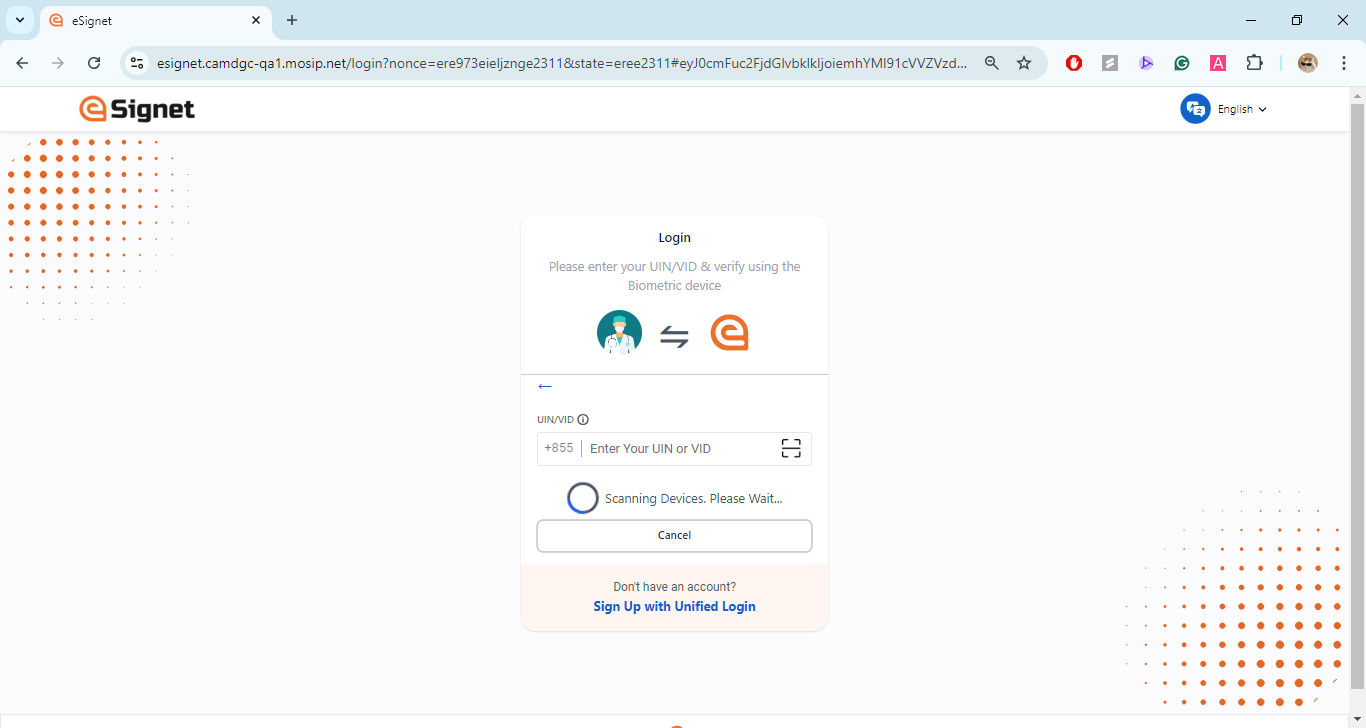 eSignet
esignet.camdgc-qa1.mosip.net/login?nonce=ere973eieljznge2311&state=eree2311#eyJ0cmFuc2FjdGlvbklkIjoiemhYMl91cVVZVzd...
Signet
English
Login
Please enter your UIN/VID & verify using the
Biometric device
UIN/VID
+855
Enter Your UIN or VID
Scanning Devices. Please Wait...
Cancel
Don't have an account?
Sign Up with Unified Login